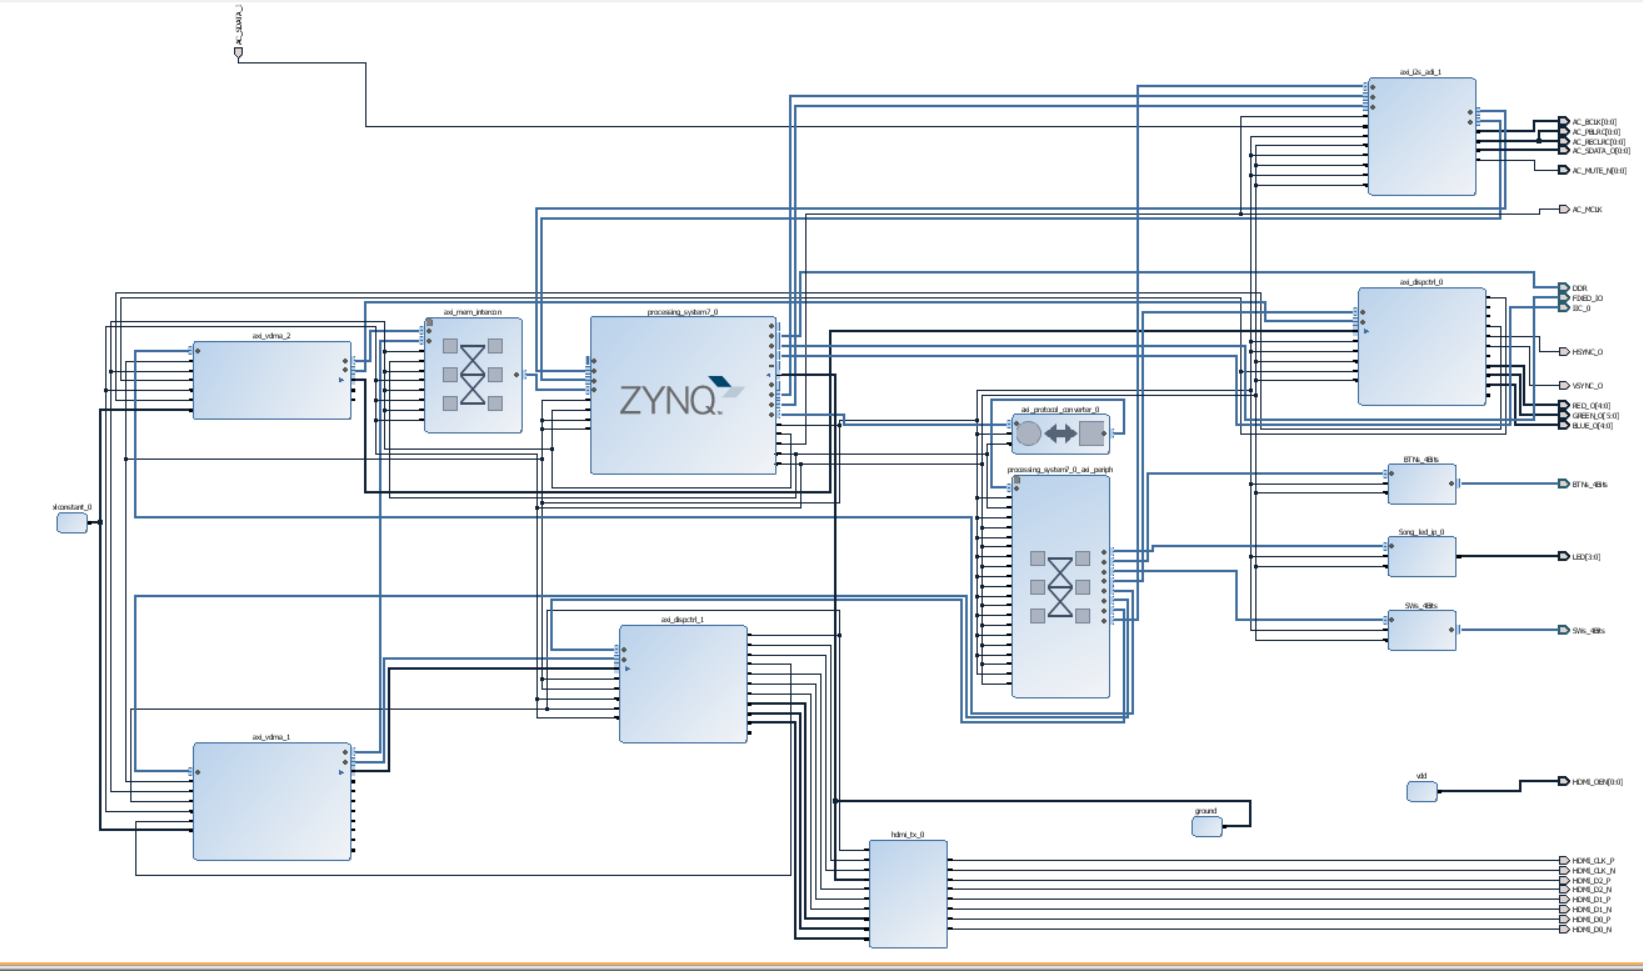 AC_SDATA_I
axi_i2s_adi_1
AC_BCLK[0:0]
AC_PBLRC[0:0]
AC_RECLRC[0:0]
AC_SDATA_O[0:0]
AC_MUTE_N[0:0]
AC_MCLK
axi_dispctrl_0
DDR
FIXED_IO
IIC_0
axi_mem_intercon
processing_system7_0
axi_vdma_2
HSYNC_O
ZYNQ
VSYNC_O
RED_O[4:0]
GREEN_O[5:0]
BLUE_O[4:0]
axi_protocol_converter_0
BTNs_4Bits
processing_system7_0_axi_periph
BTNs_4Bits
xlconstant_0
Song_led_ip_0
LED[3:0]
SWs_4Bits
axi_dispctrl_1
SWs_4Bits
axi_vdma_1
vdd
HDMI_OEN[0:0]
ground
hdmi_tx_0
HDMI_CLK_P
HDMI_CLK_N
HDMI_D2_P
HDMI_D2_N
HDMI_D1_P
HDMI_D1_N
HDMI_D0_P
HDMI_D0_N